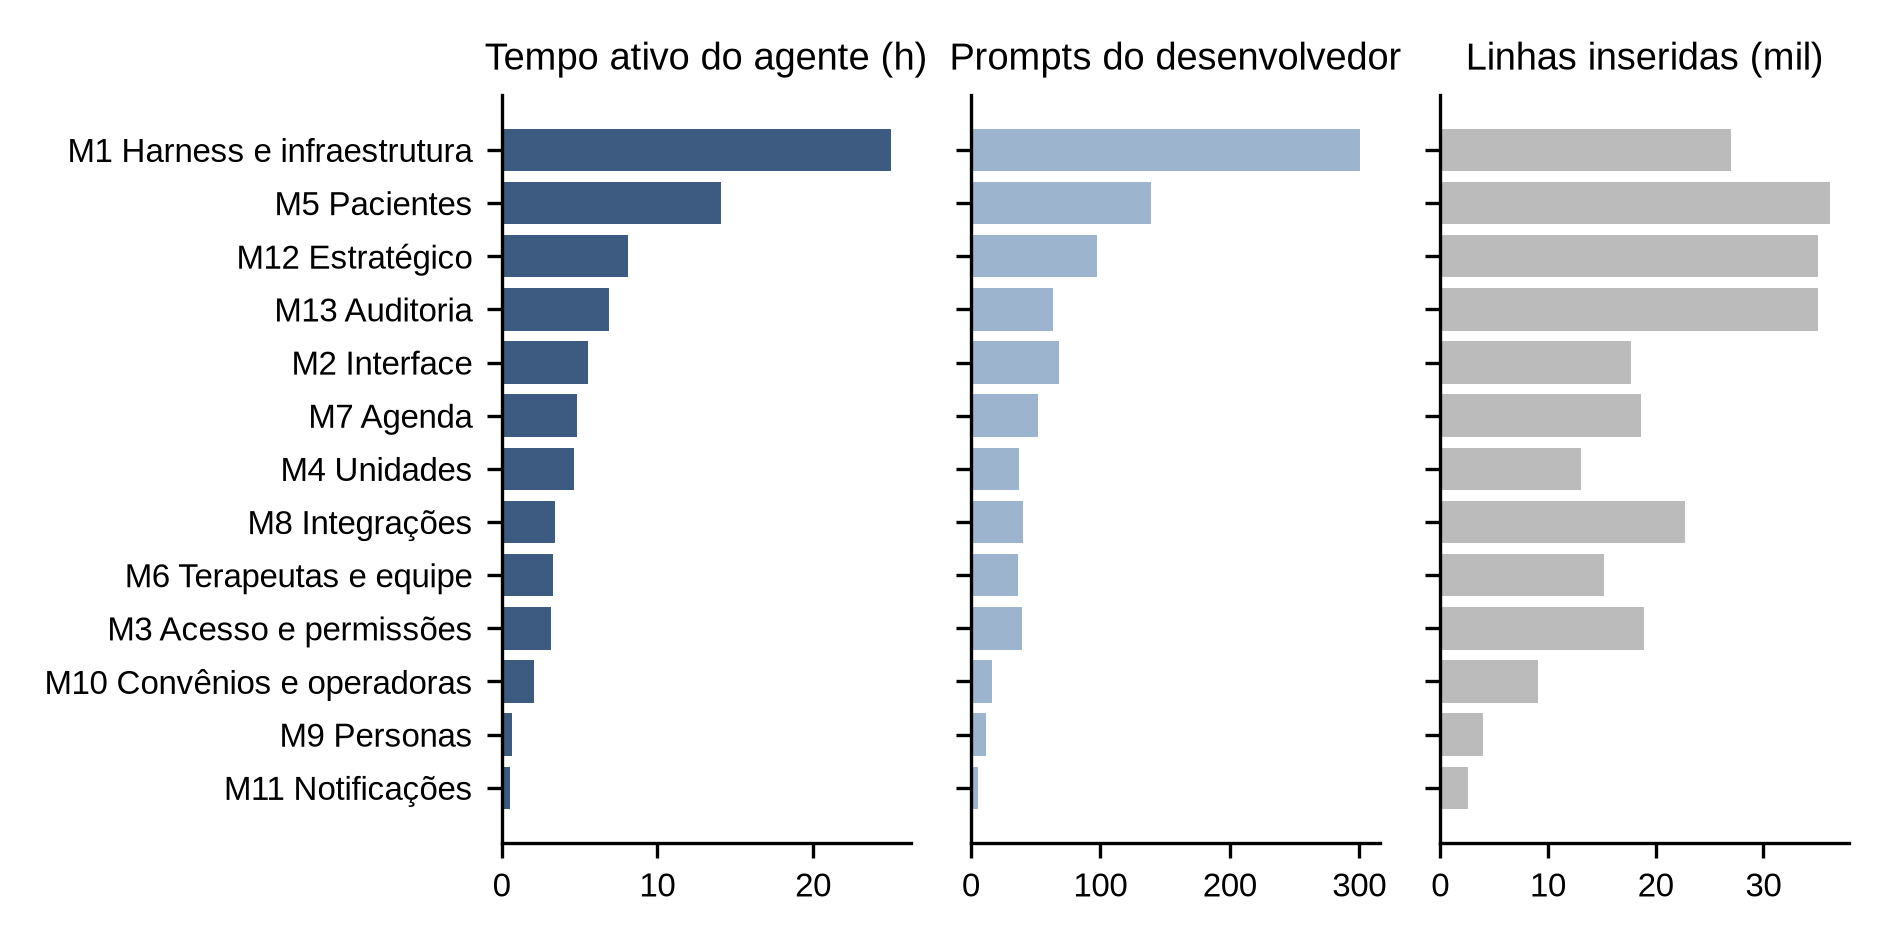 Tempo ativo do agente (h)
Prompts do desenvolvedor
Linhas inseridas (mil)
M1 Harness e infraestrutura
M5 Pacientes
M12 Estratégico
M13 Auditoria
M2 Interface
M7 Agenda
M4 Unidades
M8 Integrações
M6 Terapeutas e equipe
M3 Acesso e permissões
M10 Convênios e operadoras
M9 Personas
M11 Notificações
0 10 20
0 100 200 300
0 10 20 30